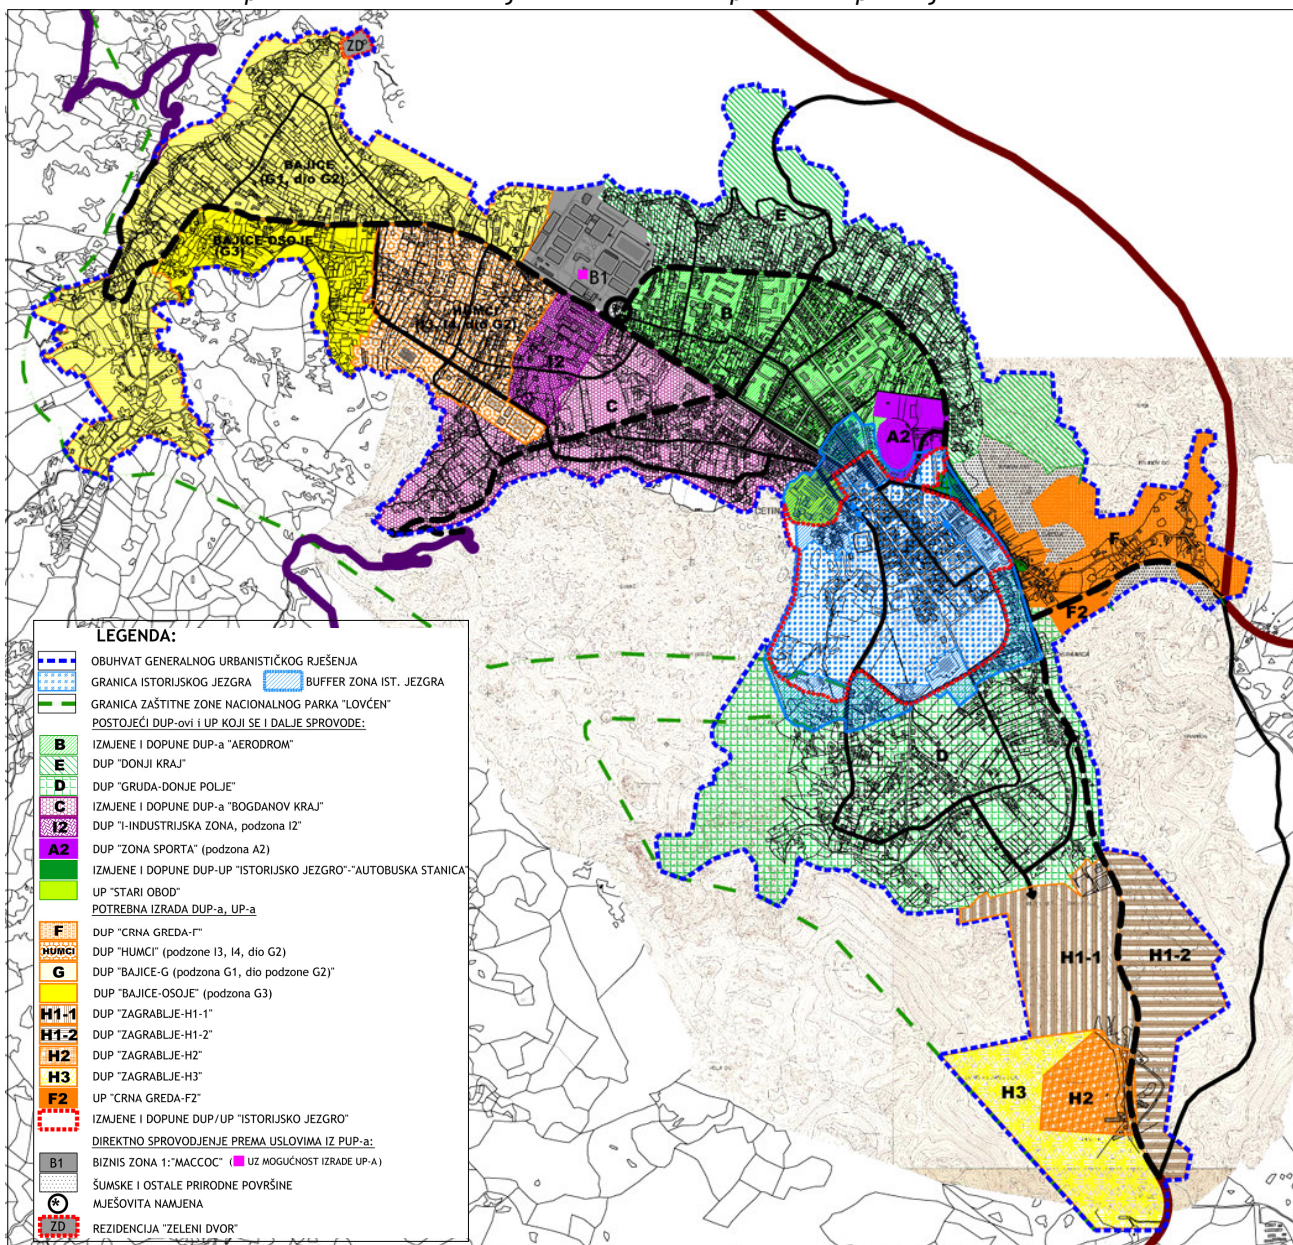 ZD
BAJICE
(G1, dio G2)
E
BAJICE-OSOJE
(G3)
B1
B
HUMCI
(I3, I4, dio G2)
I2
C
A2
CETIN
F
F2
D
H1-1
H1-2
H3
H2
LEGENDA:
OBUHVAT GENERALNOG URBANISTIČKOG RJEŠENJA
GRANICA ISTORIJSKOG JEZGRA
BUFFER ZONA IST. JEZGRA
GRANICA ZAŠTITNE ZONE NACIONALNOG PARKA "LOVĆEN"
POSTOJEĆI DUP-ovi i UP KOJI SE I DALJE SPROVODE:
B IZMJENE I DOPUNE DUP-a "AERODROM"
E DUP "DONJI KRAJ"
D DUP "GRUDA-DONJE POLJE"
C IZMJENE I DOPUNE DUP-a "BOGDANOV KRAJ"
I2 DUP "I-INDUSTRIJSKA ZONA, podzona I2"
A2 DUP "ZONA SPORTA" (podzona A2)
IZMJENE I DOPUNE DUP-UP "ISTORIJSKO JEZGRO"-"AUTOBUSKA STANICA"
UP "STARI OBOD"
POTREBNA IZRADA DUP-a, UP-a
F DUP "CRNA GREDA-F"
HUMCI DUP "HUMCI" (podzone I3, I4, dio G2)
G DUP "BAJICE-G (podzona G1, dio podzone G2)"
DUP "BAJICE-OSOJE" (podzona G3)
H1-1 DUP "ZAGRABLJE-H1-1"
H1-2 DUP "ZAGRABLJE-H1-2"
H2 DUP "ZAGRABLJE-H2"
H3 DUP "ZAGRABLJE-H3"
F2 UP "CRNA GREDA-F2"
IZMJENE I DOPUNE DUP/UP "ISTORIJSKO JEZGRO"
DIREKTNO SPROVODJENJE PREMA USLOVIMA IZ PUP-a:
B1 BIZNIS ZONA 1:"MACCOC" ( UZ MOGUĆNOST IZRADE UP-A)
ŠUMSKE I OSTALE PRIRODNE POVRŠINE
MJEŠOVITA NAMJENA
ZD REZIDENCIJA "ZELENI DVOR"